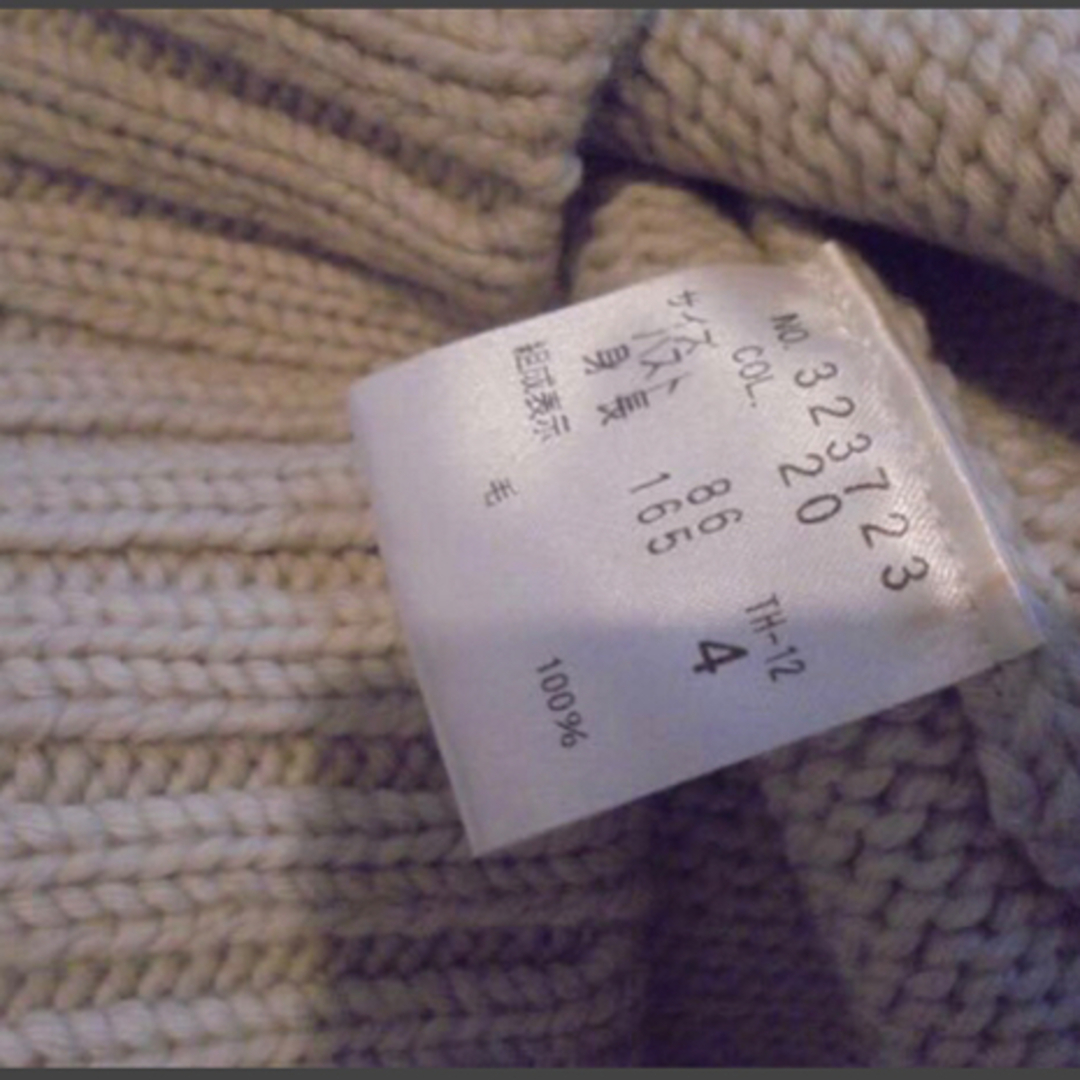 NO. 323723
COL. 20 TH-12
サイズ 4
バスト 86
身長 165
組成表示
毛 100%